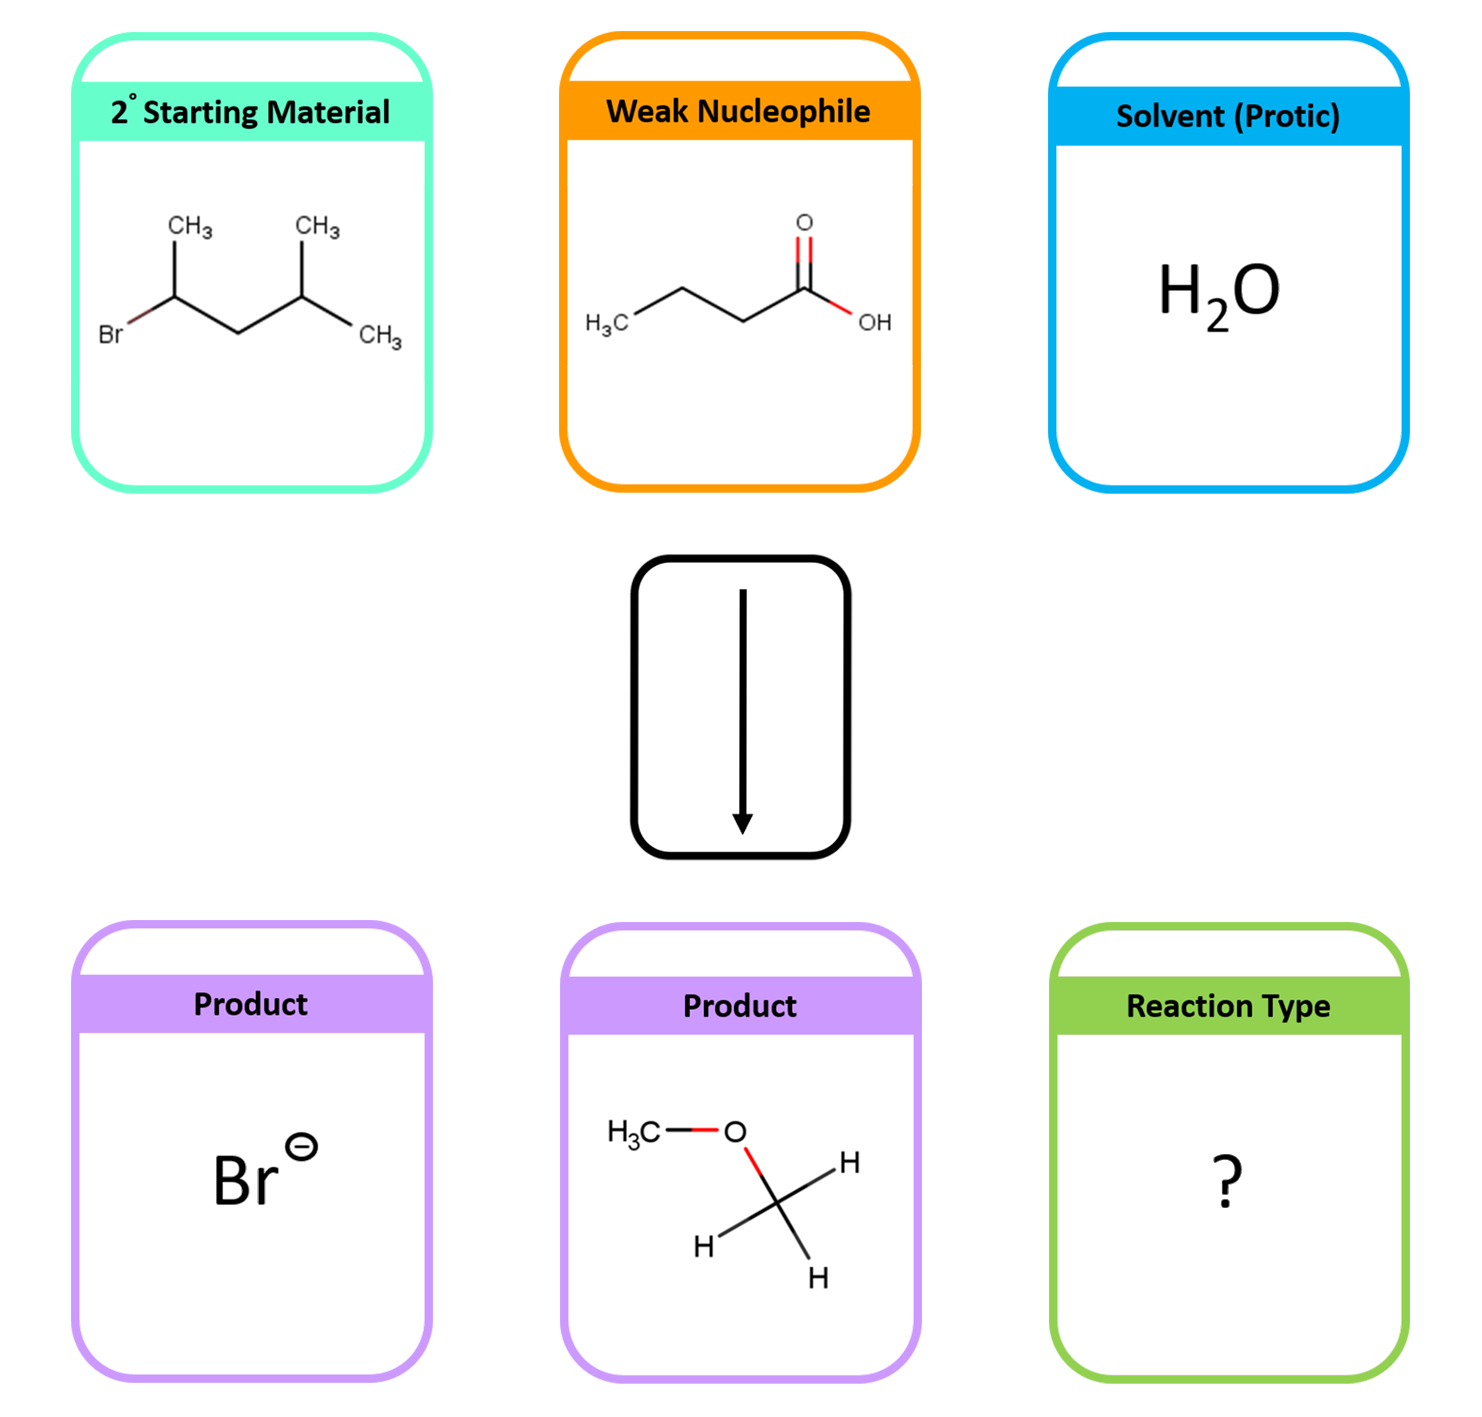 2° Starting Material
Weak Nucleophile
Solvent (Protic)
CH₃ CH₃
Br CH₃
O
H₃C OH
H₂O
Product
Product
Reaction Type
Br⊖
H₃C O
H
H
H
?